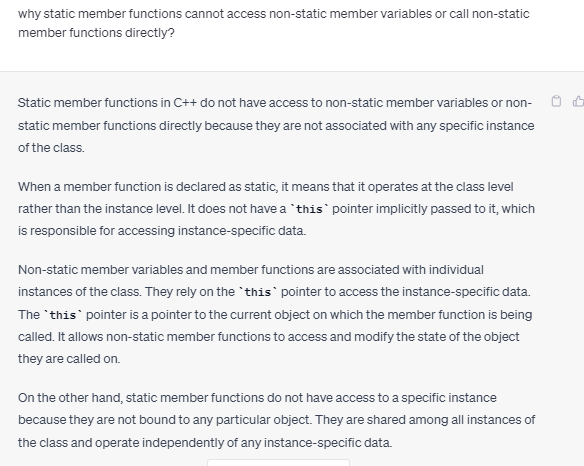 why static member functions cannot access non-static member variables or call non-static
member functions directly?
Static member functions in C++ do not have access to non-static member variables or non-
static member functions directly because they are not associated with any specific instance
of the class.
When a member function is declared as static, it means that it operates at the class level
rather than the instance level. It does not have a `this` pointer implicitly passed to it, which
is responsible for accessing instance-specific data.
Non-static member variables and member functions are associated with individual
instances of the class. They rely on the `this` pointer to access the instance-specific data.
The `this` pointer is a pointer to the current object on which the member function is being
called. It allows non-static member functions to access and modify the state of the object
they are called on.
On the other hand, static member functions do not have access to a specific instance
because they are not bound to any particular object. They are shared among all instances of
the class and operate independently of any instance-specific data.